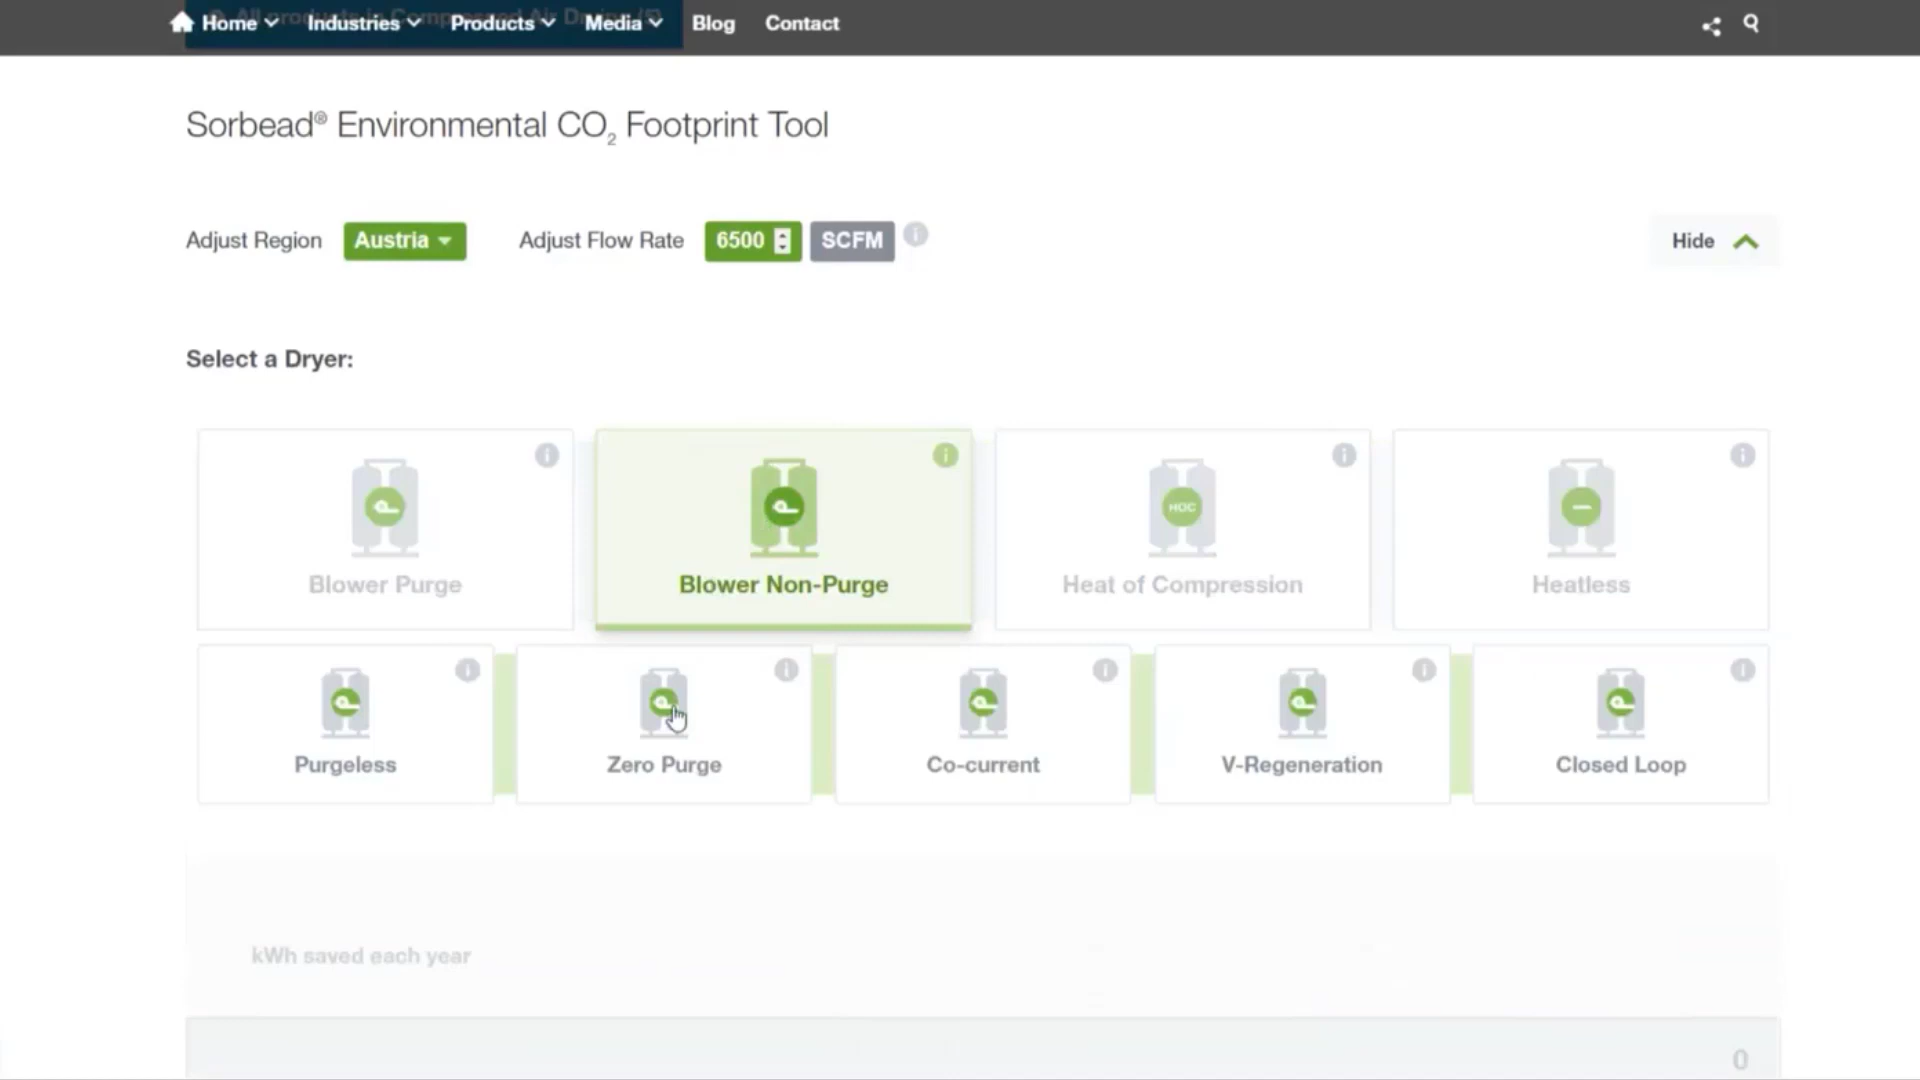 Home Industries Products Media Blog Contact
Sorbead® Environmental CO₂ Footprint Tool
Adjust Region Austria Adjust Flow Rate 6500 SCFM Hide
Select a Dryer:
HOC
Blower Purge Blower Non-Purge Heat of Compression Heatless
Purgeless Zero Purge Co-current V-Regeneration Closed Loop
kWh saved each year
0